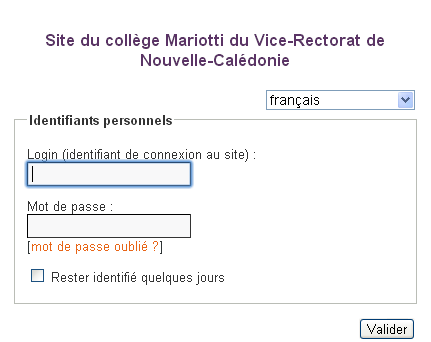 Site du collège Mariotti du Vice-Rectorat de
Nouvelle-Calédonie
français
Identifiants personnels
Login (identifiant de connexion au site) :
Mot de passe :
[mot de passe oublié ?]
Rester identifié quelques jours
Valider